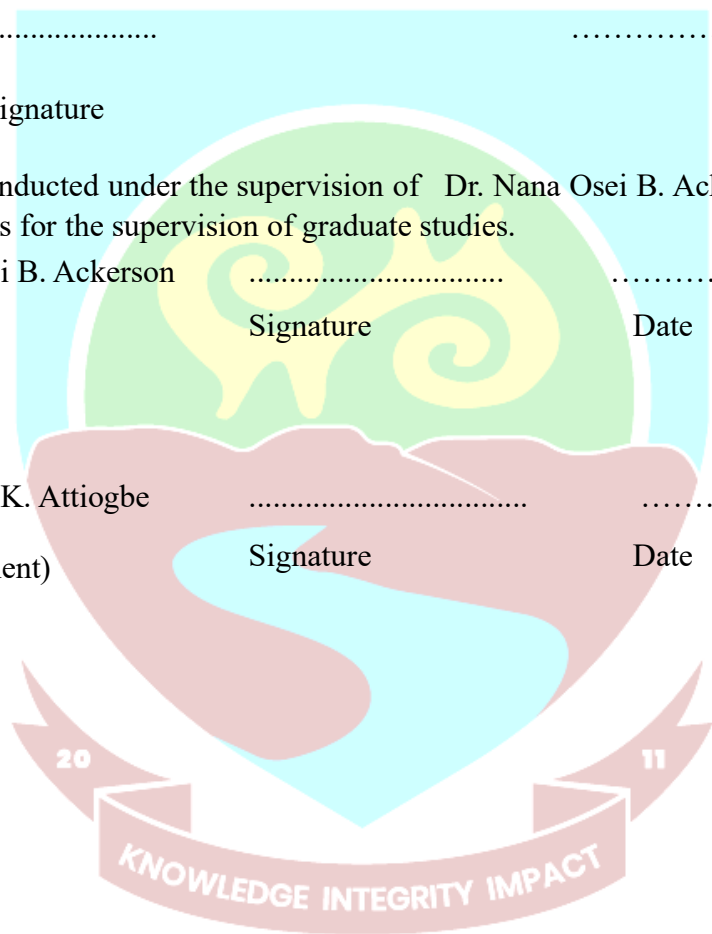 ..................... ………….
ignature
nducted under the supervision of Dr. Nana Osei B. Ack
s for the supervision of graduate studies.
i B. Ackerson ................................ ……….
Signature Date
K. Attiogbe ................................... …….
Signature Date
ent)
20 11
KNOWLEDGE INTEGRITY IMPACT